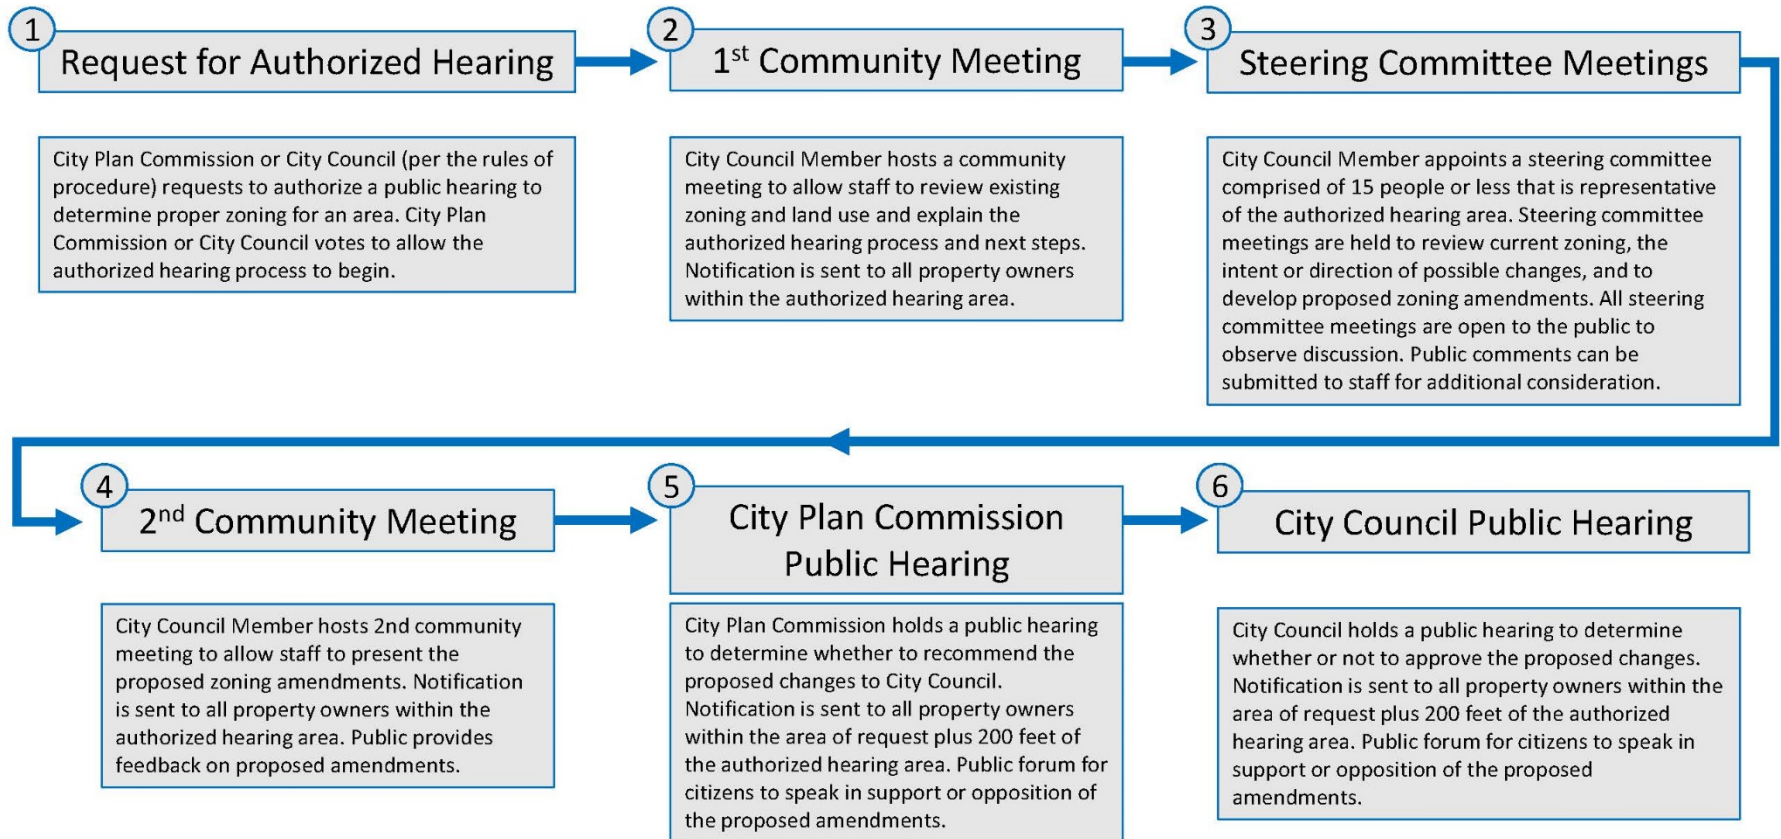 1
Request for Authorized Hearing
City Plan Commission or City Council (per the rules of
procedure) requests to authorize a public hearing to
determine proper zoning for an area. City Plan
Commission or City Council votes to allow the
authorized hearing process to begin.
2
1st Community Meeting
City Council Member hosts a community
meeting to allow staff to review existing
zoning and land use and explain the
authorized hearing process and next steps.
Notification is sent to all property owners
within the authorized hearing area.
3
Steering Committee Meetings
City Council Member appoints a steering committee
comprised of 15 people or less that is representative
of the authorized hearing area. Steering committee
meetings are held to review current zoning, the
intent or direction of possible changes, and to
develop proposed zoning amendments. All steering
committee meetings are open to the public to
observe discussion. Public comments can be
submitted to staff for additional consideration.
4
2nd Community Meeting
City Council Member hosts 2nd community
meeting to allow staff to present the
proposed zoning amendments. Notification
is sent to all property owners within the
authorized hearing area. Public provides
feedback on proposed amendments.
5
City Plan Commission
Public Hearing
City Plan Commission holds a public hearing
to determine whether to recommend the
proposed changes to City Council.
Notification is sent to all property owners
within the area of request plus 200 feet of
the authorized hearing area. Public forum for
citizens to speak in support or opposition of
the proposed amendments.
6
City Council Public Hearing
City Council holds a public hearing to determine
whether or not to approve the proposed changes.
Notification is sent to all property owners within the
area of request plus 200 feet of the authorized
hearing area. Public forum for citizens to speak in
support or opposition of the proposed
amendments.